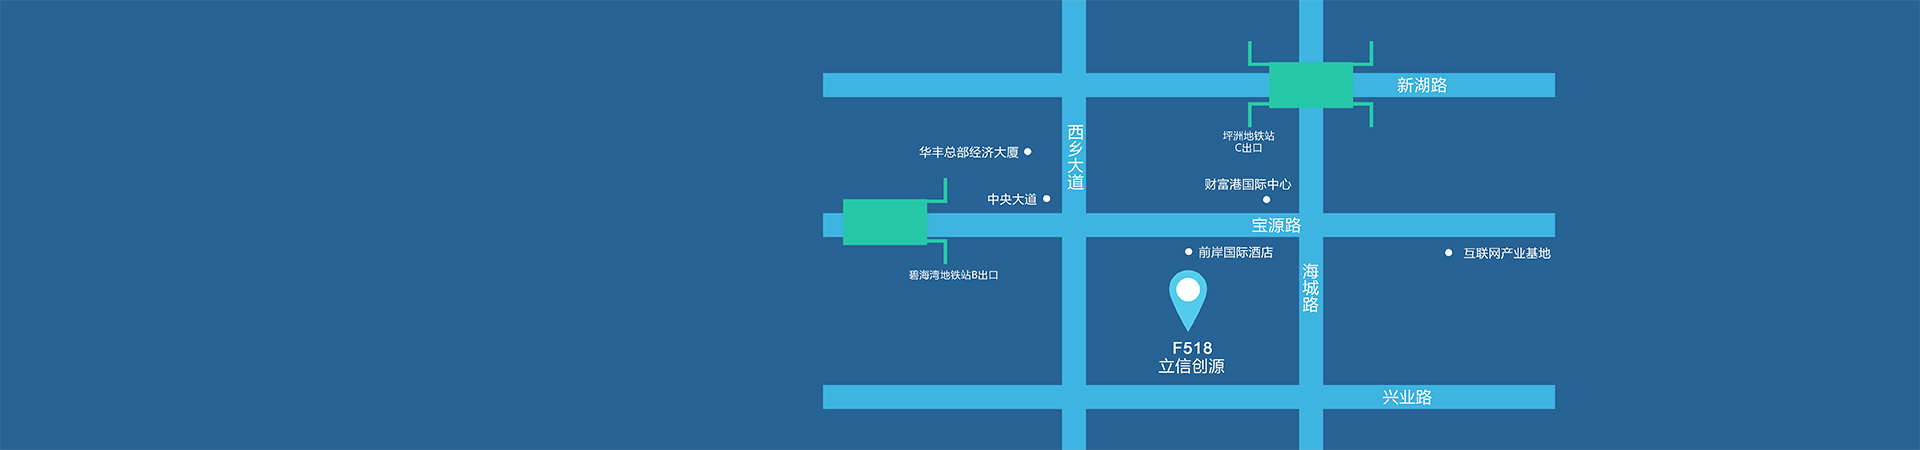 新湖路
西乡大道
坪洲地铁站
C出口
华丰总部经济大厦
财富港国际中心
中央大道
宝源路
前岸国际酒店
互联网产业基地
碧海湾地铁站B出口
海城路
F518
立信创源
兴业路